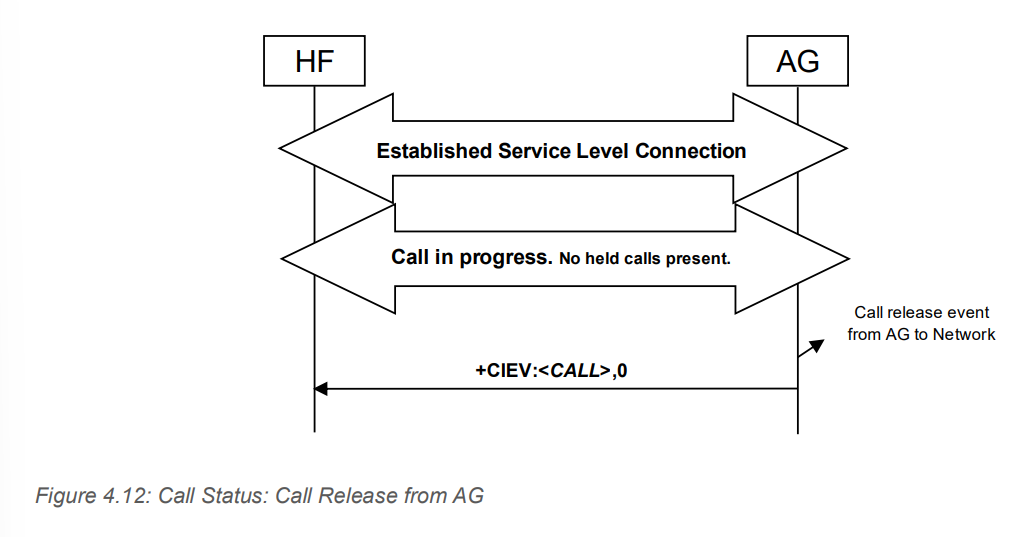 HF
AG
Established Service Level Connection
Call in progress. No held calls present.
Call release event
from AG to Network
+CIEV:<CALL>,0
Figure 4.12: Call Status: Call Release from AG